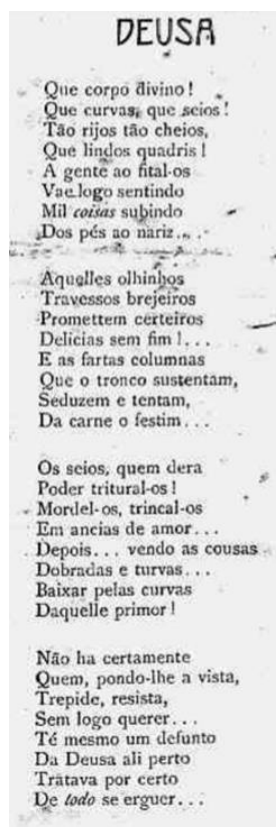 DEUSA
Que corpo divino!
Que curvas, que seios!
Tão rijos tão cheios,
Que lindos quadris!
A gente ao fital-os
Vae logo sentindo
Mil coisas subindo
Dos pés ao nariz...
Aquelles olhinhos
Travessos brejeiros
Promettem certeiros
Delicias sem fim!...
E as fartas columnas
Que o tronco sustentam,
Seduzem e tentam,
Da carne o festim...
Os seios, quem dera
Poder tritural-os!
Mordel-os, trincal-os
Em ancias de amor...
Depois... vendo as cousas
Dobradas e turvas...
Baixar pelas curvas
Daquelle primor!
Não ha certamente
Quem, pondo-lhe a vista,
Trepide, resista,
Sem logo querer...
Té mesmo um defunto
Da Deusa ali perto
Tratava por certo
De todo se erguer...